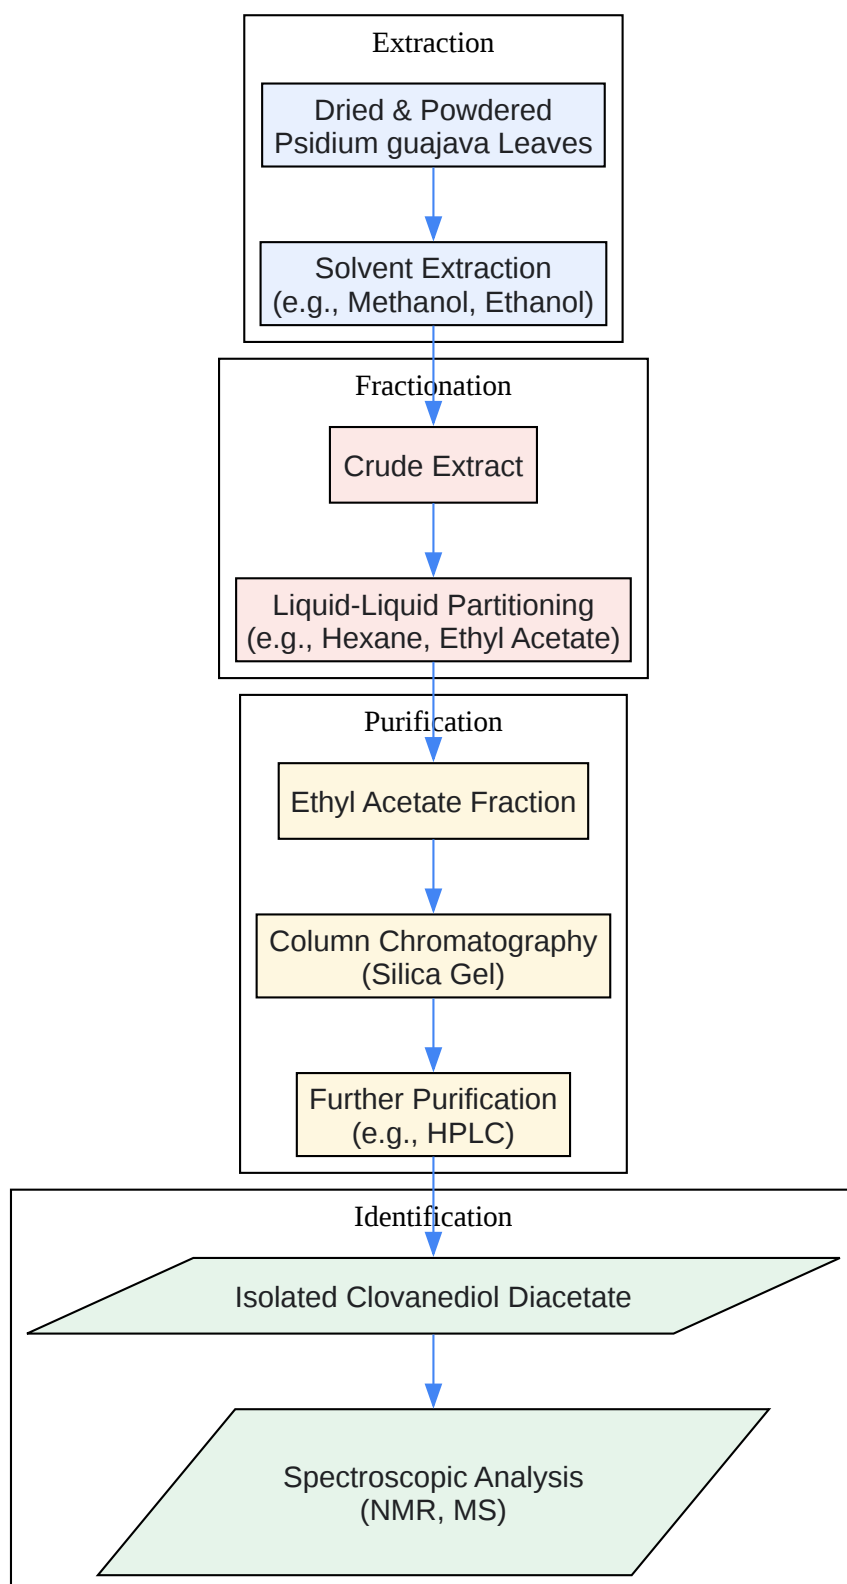 Extraction
Dried & Powdered
Psidium guajava Leaves
Solvent Extraction
(e.g., Methanol, Ethanol)
Fractionation
Crude Extract
Liquid-Liquid Partitioning
(e.g., Hexane, Ethyl Acetate)
Purification
Ethyl Acetate Fraction
Column Chromatography
(Silica Gel)
Further Purification
(e.g., HPLC)
Identification
Isolated Clovanediol Diacetate
Spectroscopic Analysis
(NMR, MS)